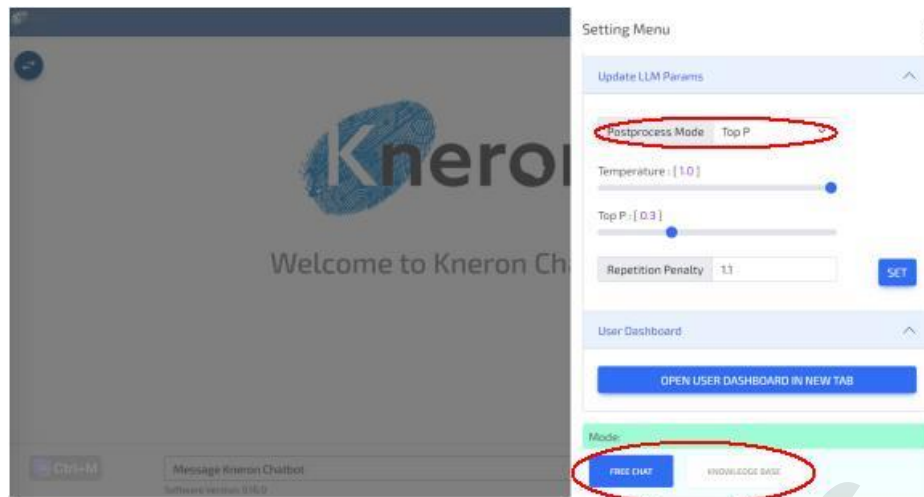 Setting Menu
Update LLM Params
Kneron
Postprocess Mode Top P
Temperature : [ 1.0 ]
Top P : [ 0.3 ]
Welcome to Kneron Ch
Repetition Penalty 1.1
SET
User Dashboard
OPEN USER DASHBOARD IN NEW TAB
Mode:
Ctrl+M
Message Kneron Chatbot
FREE CHAT KNOWLEDGE BASE